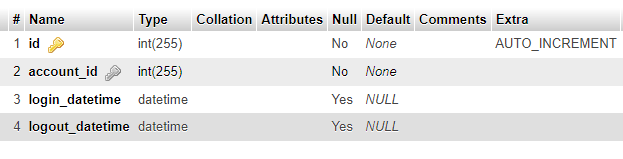 # Name Type Collation Attributes Null Default Comments Extra
1 id int(255) No None AUTO_INCREMENT
2 account_id int(255) No None
3 login_datetime datetime Yes NULL
4 logout_datetime datetime Yes NULL